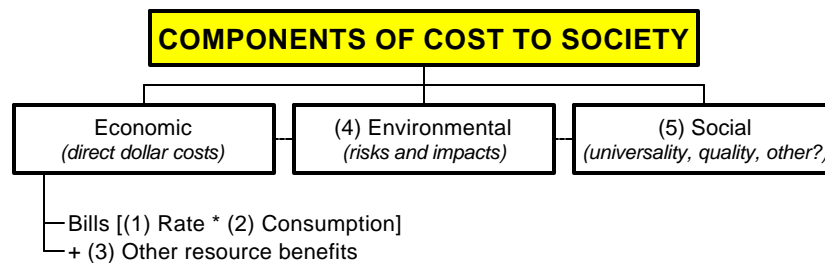 COMPONENTS OF COST TO SOCIETY
Economic
(direct dollar costs)
(4) Environmental
(risks and impacts)
(5) Social
(universality, quality, other?)
Bills [(1) Rate * (2) Consumption]
+ (3) Other resource benefits